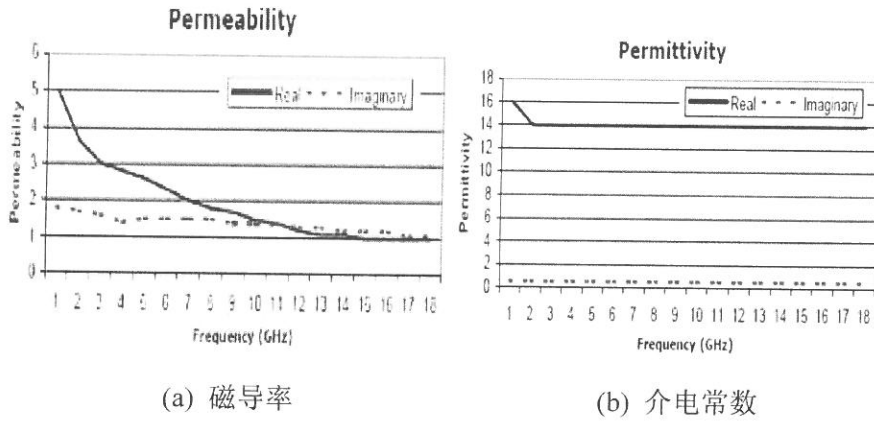 Permeability
6
5
4
3
2
1
0
Permeability
Real Imaginary
1 2 3 4 5 6 7 8 9 10 11 12 13 14 15 16 17 18
Frequency (GHz)
(a) 磁导率
Permittivity
18
16
14
12
10
8
6
4
2
0
Permittivity
Real Imaginary
1 2 3 4 5 6 7 8 9 10 11 12 13 14 15 16 17 18
Frequency (GHz)
(b) 介电常数